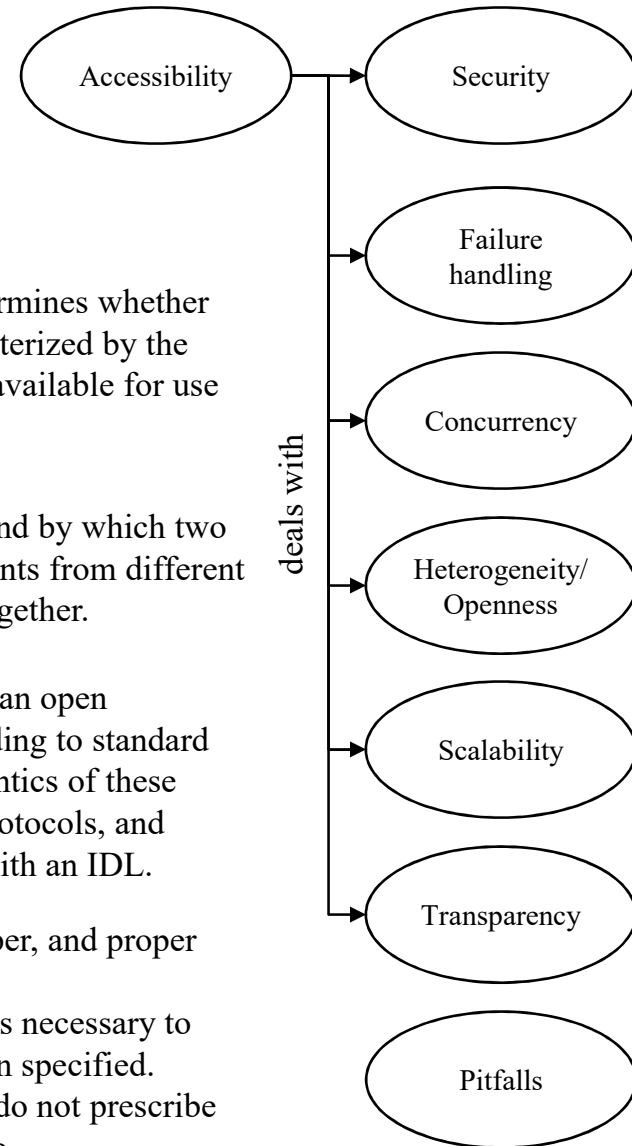 Accessibility
Security
Failure
handling
Concurrency
Heterogeneity/
Openness
Scalability
Transparency
Pitfalls
deals with
rmines whether
terized by the
available for use
nd by which two
nts from different
gether.
an open
ding to standard
ntics of these
otocols, and
ith an IDL.
per, and proper
s necessary to
n specified.
do not prescribe